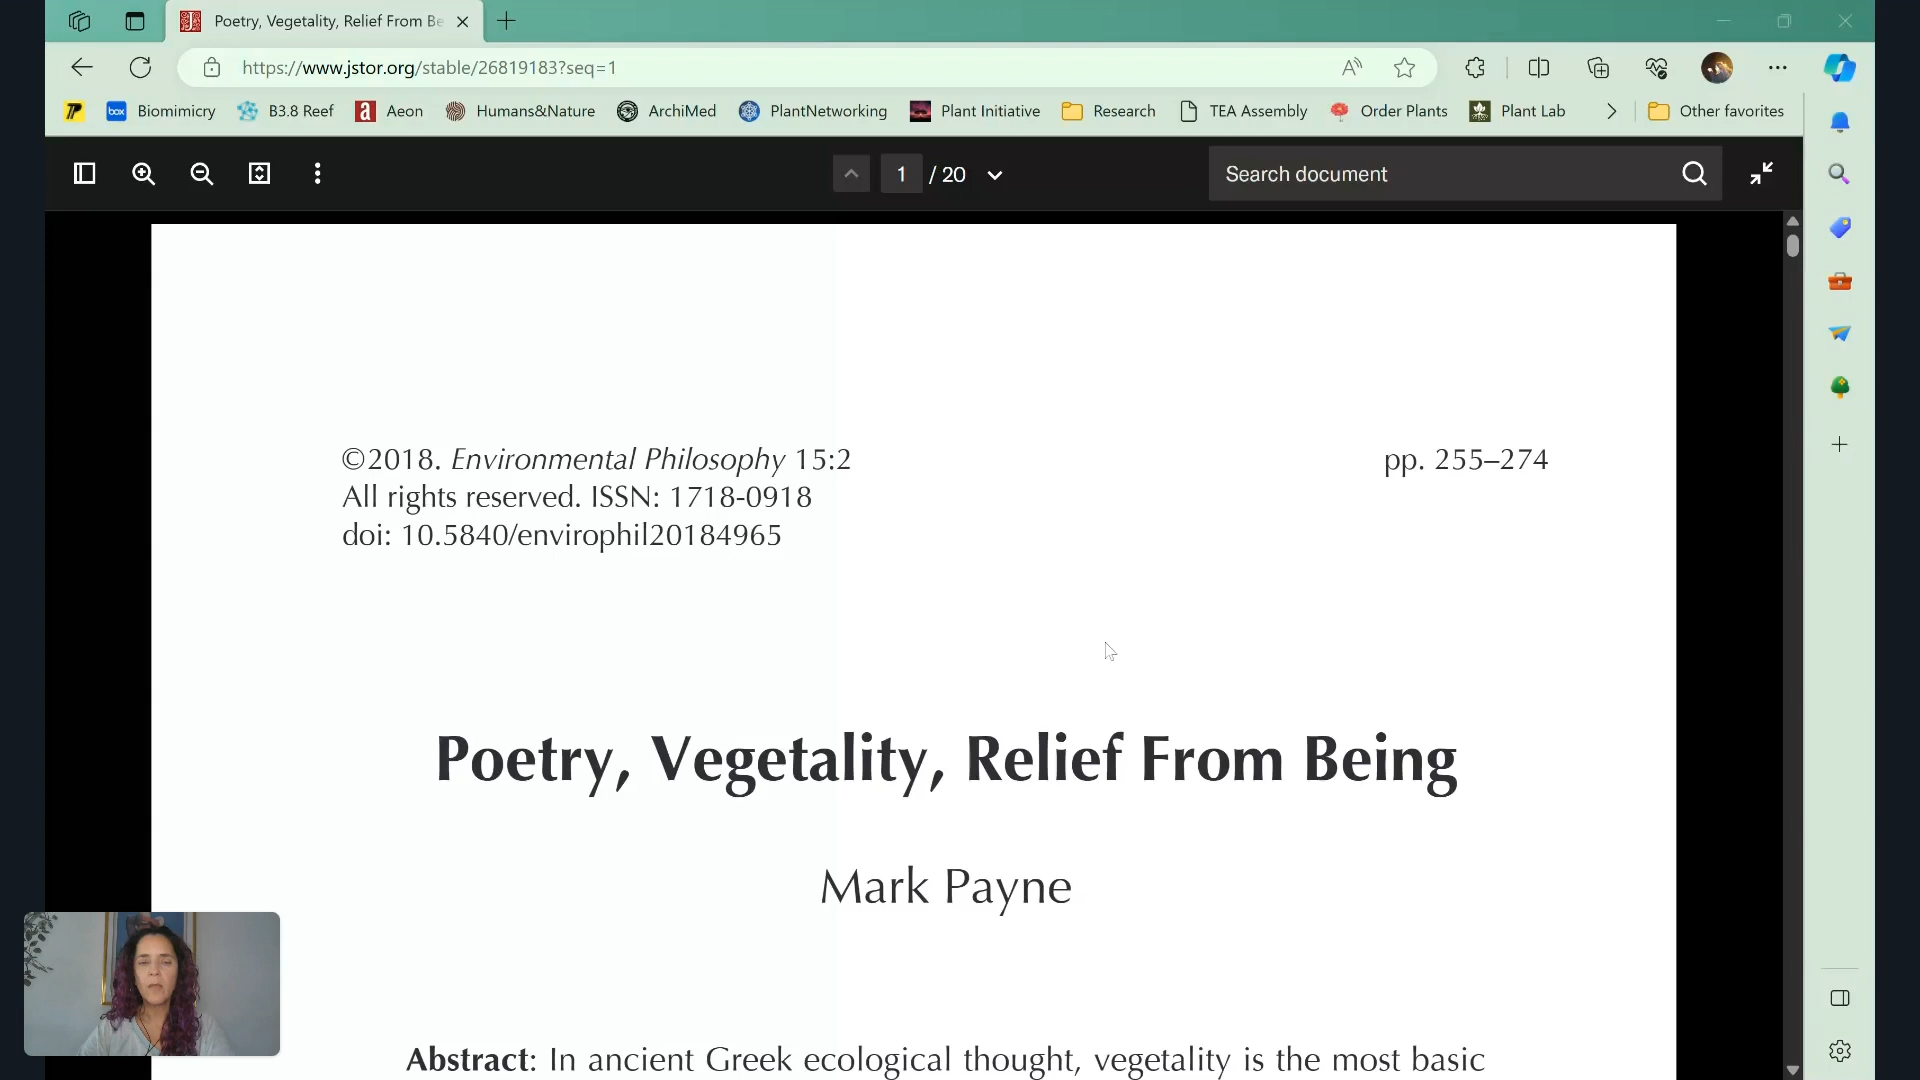 Poetry, Vegetality, Relief From Be
https://www.jstor.org/stable/26819183?seq=1
box Biomimicry B3.8 Reef a Aeon Humans&Nature ArchiMed PlantNetworking Plant Initiative Research TEA Assembly Order Plants Plant Lab Other favorites
1 / 20 Search document
©2018. Environmental Philosophy 15:2 pp. 255–274
All rights reserved. ISSN: 1718-0918
doi: 10.5840/envirophil20184965
Poetry, Vegetality, Relief From Being
Mark Payne
Abstract: In ancient Greek ecological thought, vegetality is the most basic